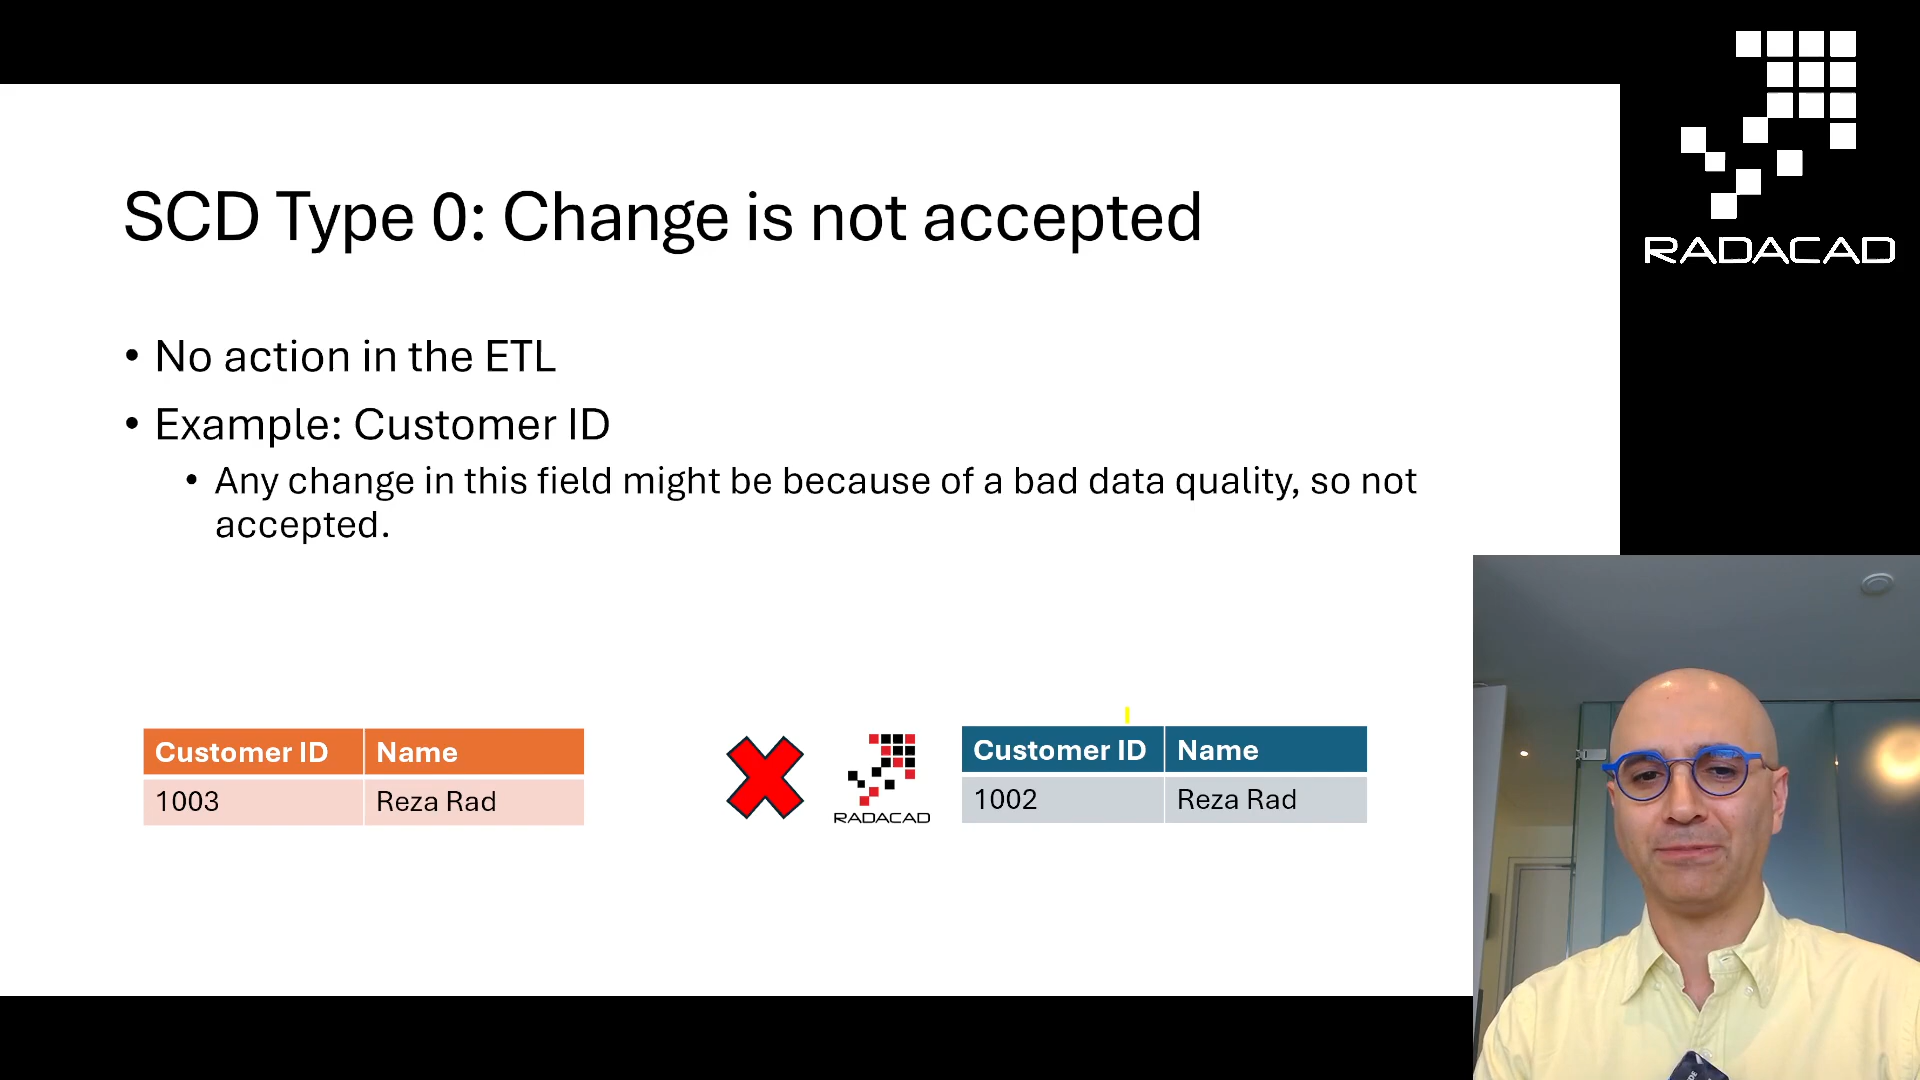 RADACAD
SCD Type 0: Change is not accepted
• No action in the ETL
• Example: Customer ID
• Any change in this field might be because of a bad data quality, so not
accepted.
Customer ID Name
1003 Reza Rad
RADACAD
Customer ID Name
1002 Reza Rad